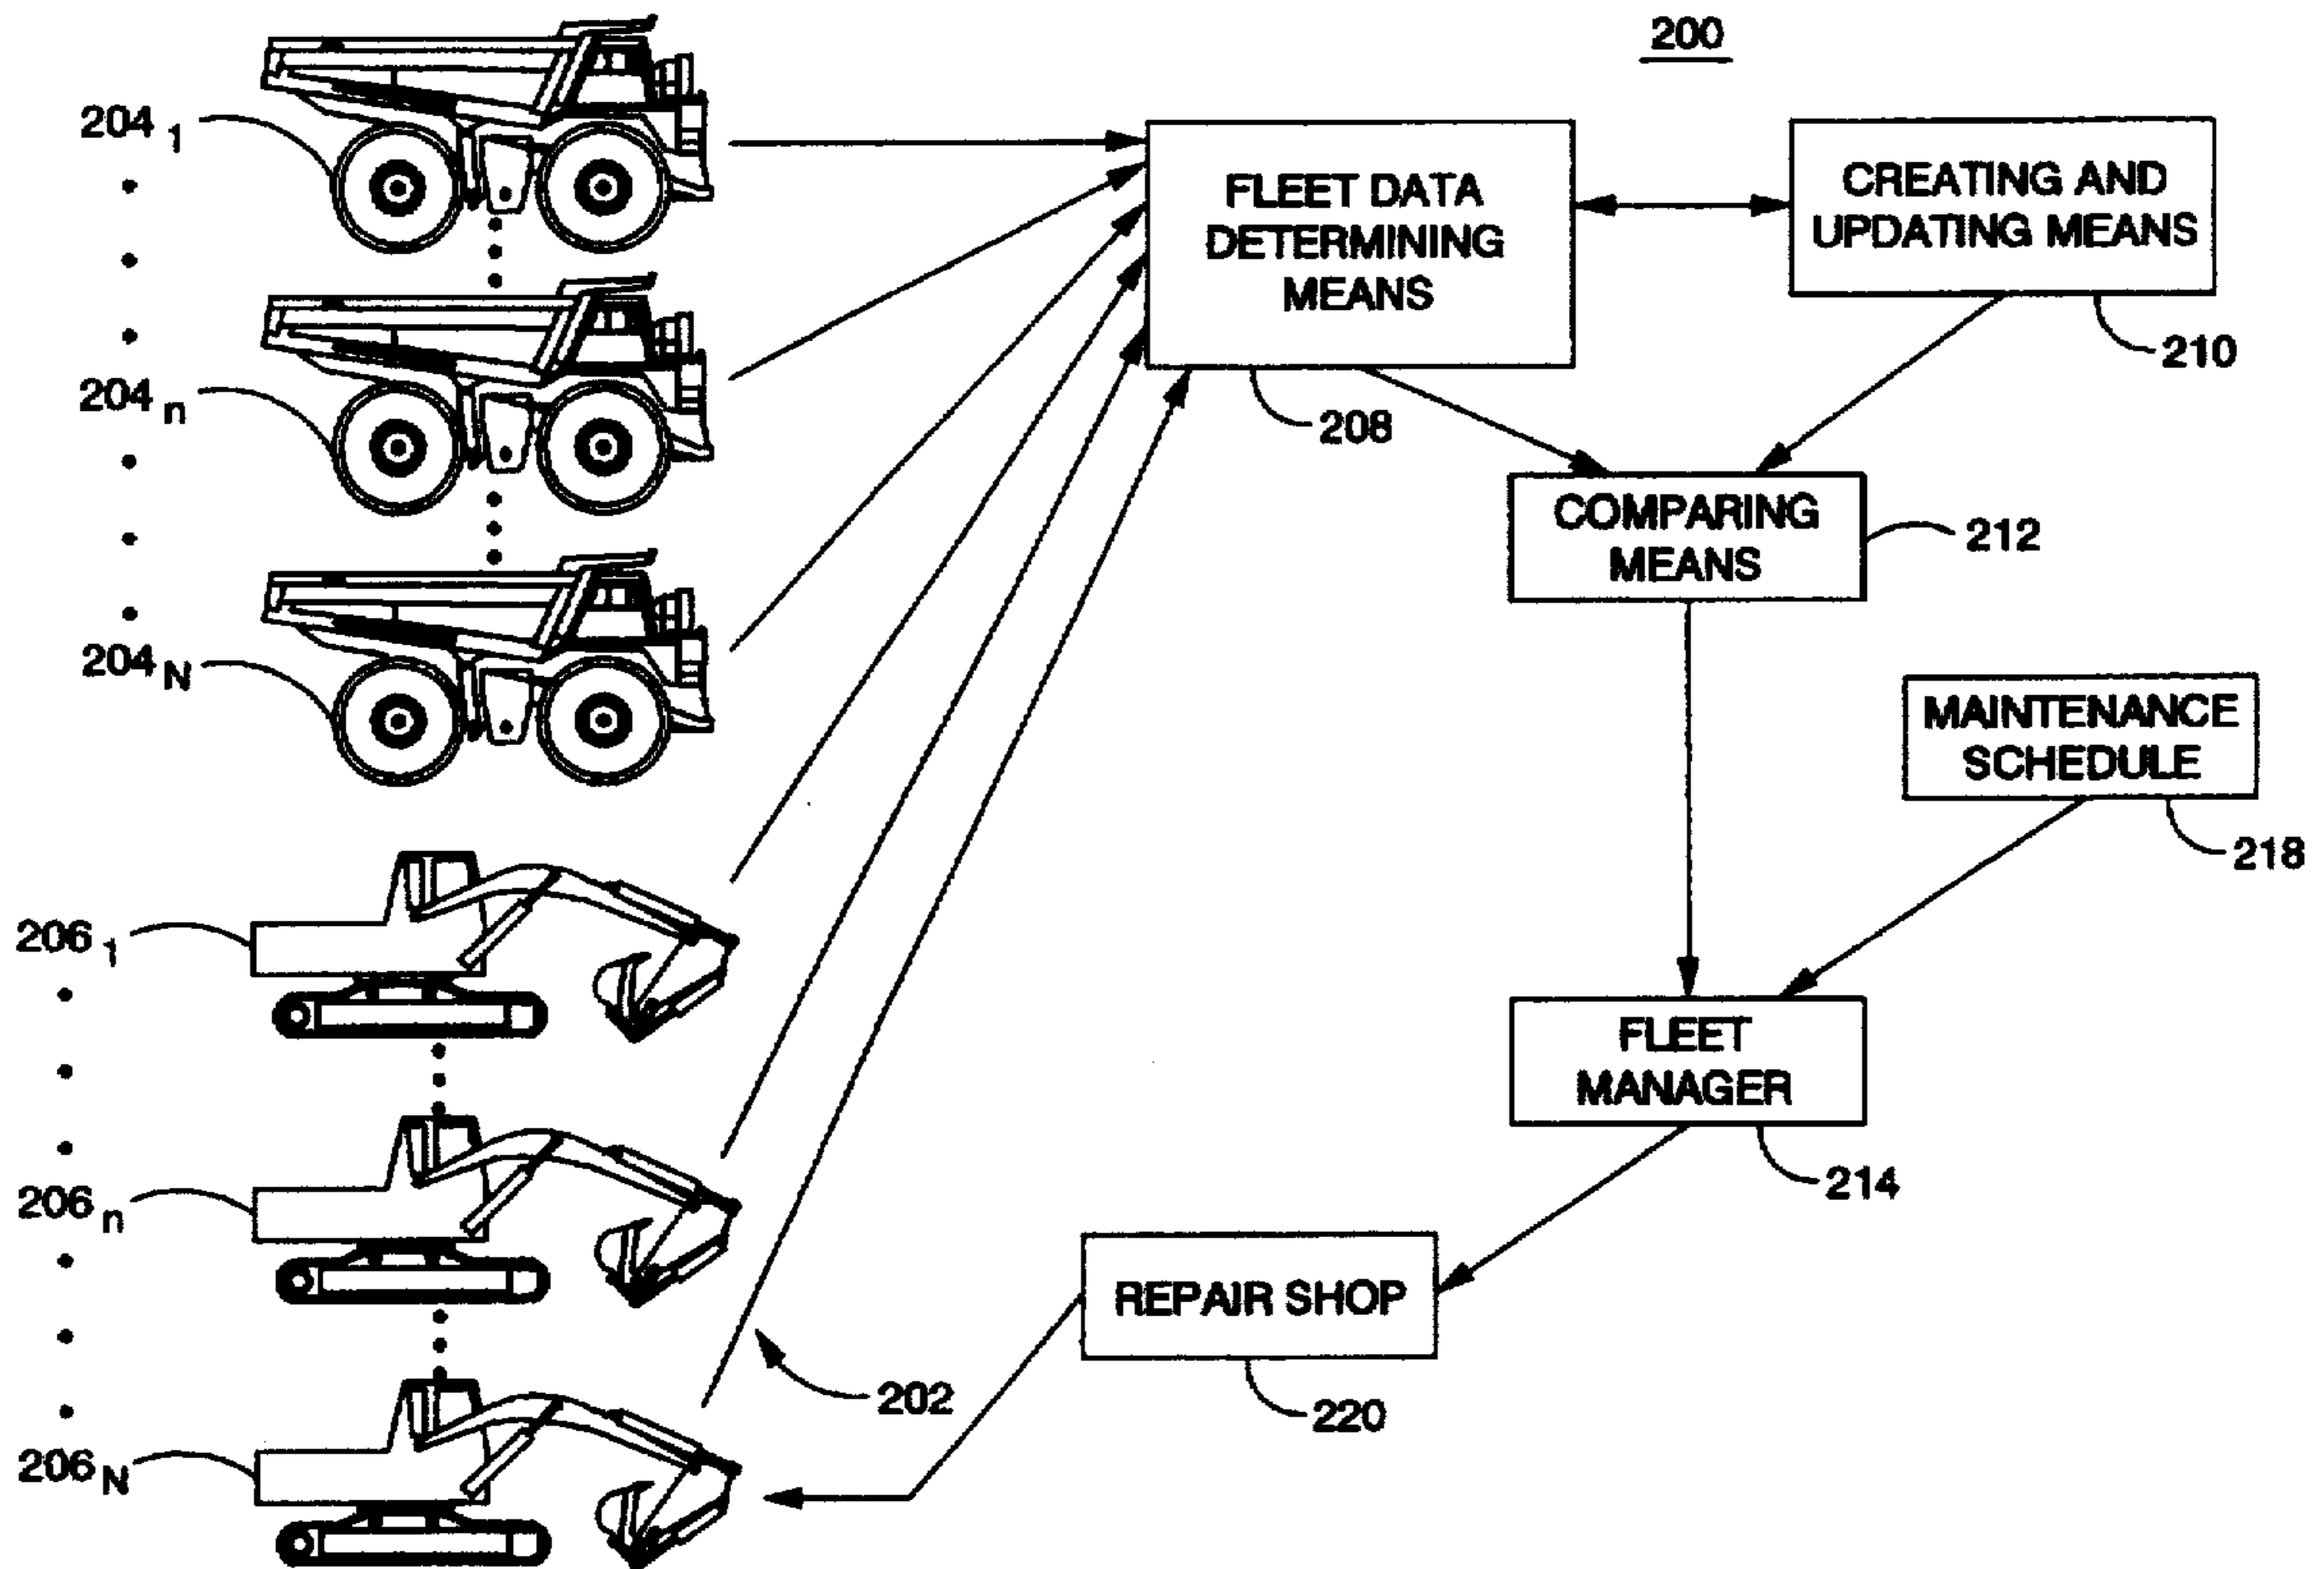 200
204 1
204 n
204 N
FLEET DATA
DETERMINING
MEANS
208
CREATING AND
UPDATING MEANS
210
COMPARING
MEANS
212
MAINTENANCE
SCHEDULE
218
206 1
206 n
206 N
FLEET
MANAGER
214
REPAIR SHOP
220
202